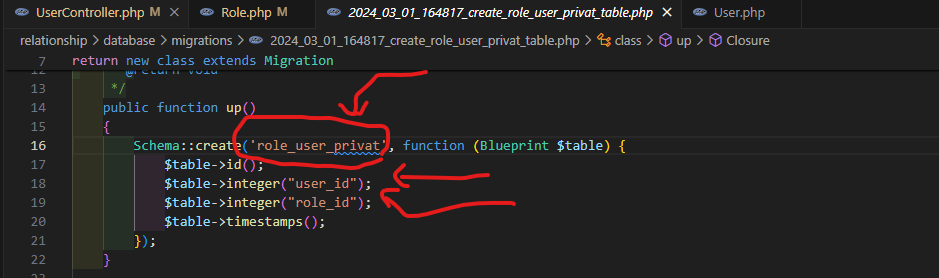 UserController.php M
Role.php M
2024_03_01_164817_create_role_user_privat_table.php M X
User.php M
relationship > database > migrations > 2024_03_01_164817_create_role_user_privat_table.php > class > up > Closure
7 return new class extends Migration
12 * @return void
13 */
14 public function up()
15 {
16 Schema::create('role_user_privat', function (Blueprint $table) {
17 $table->id();
18 $table->integer("user_id");
19 $table->integer("role_id");
20 $table->timestamps();
21 });
22 }